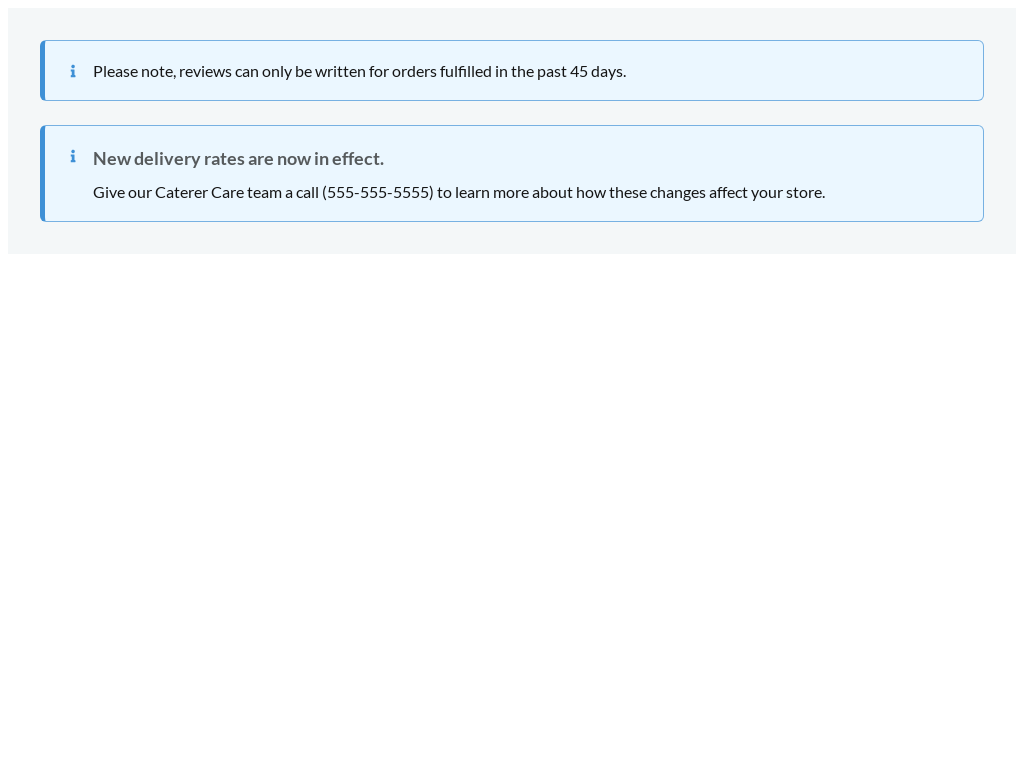 Please note, reviews can only be written for orders fulfilled in the past 45 days.
New delivery rates are now in effect.
Give our Caterer Care team a call (555-555-5555) to learn more about how these changes affect your store.